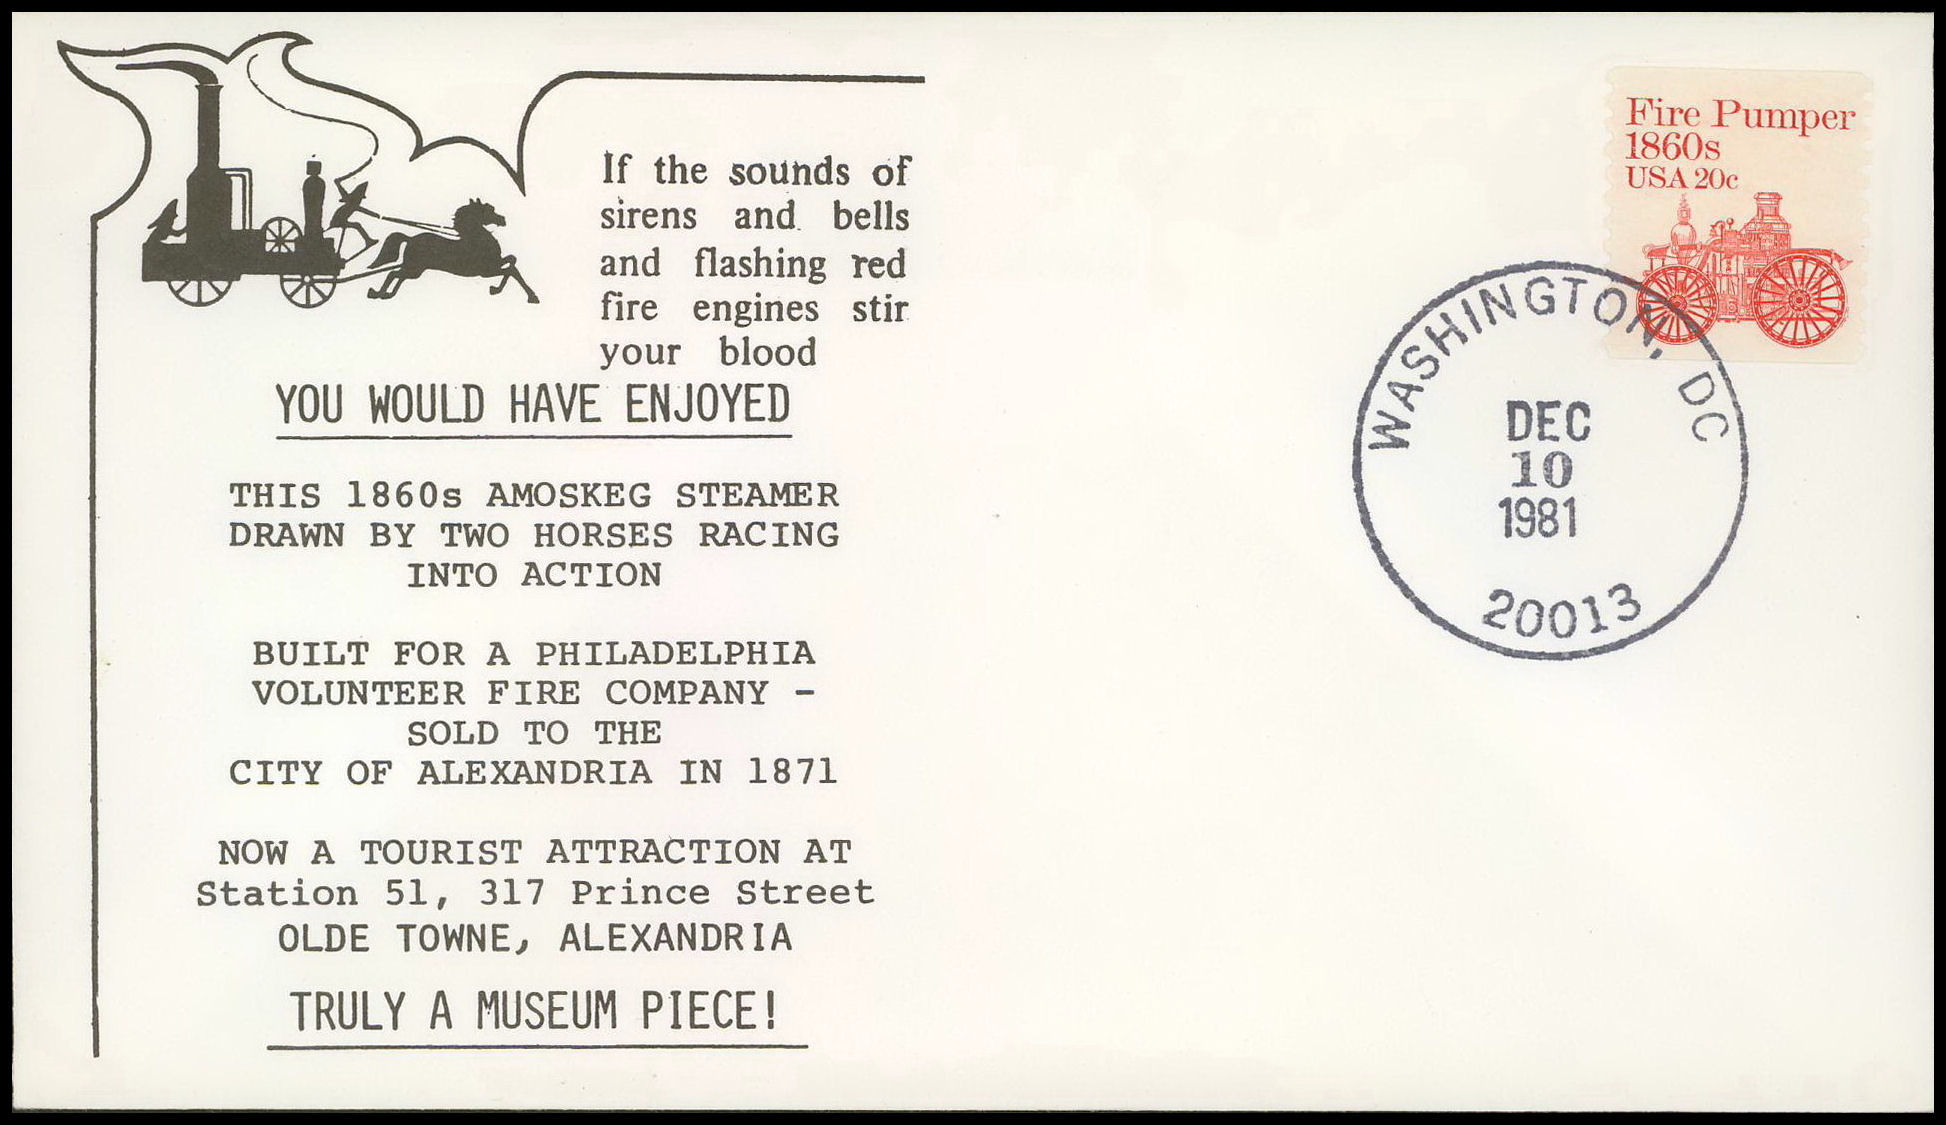 If the sounds of
sirens and bells
and flashing red
fire engines stir
your blood
YOU WOULD HAVE ENJOYED
THIS 1860s AMOSKEG STEAMER
DRAWN BY TWO HORSES RACING
INTO ACTION
BUILT FOR A PHILADELPHIA
VOLUNTEER FIRE COMPANY -
SOLD TO THE
CITY OF ALEXANDRIA IN 1871
NOW A TOURIST ATTRACTION AT
Station 51, 317 Prince Street
OLDE TOWNE, ALEXANDRIA
TRULY A MUSEUM PIECE!
Fire Pumper
1860s
USA 20c
WASHINGTON, DC
DEC
10
1981
20013